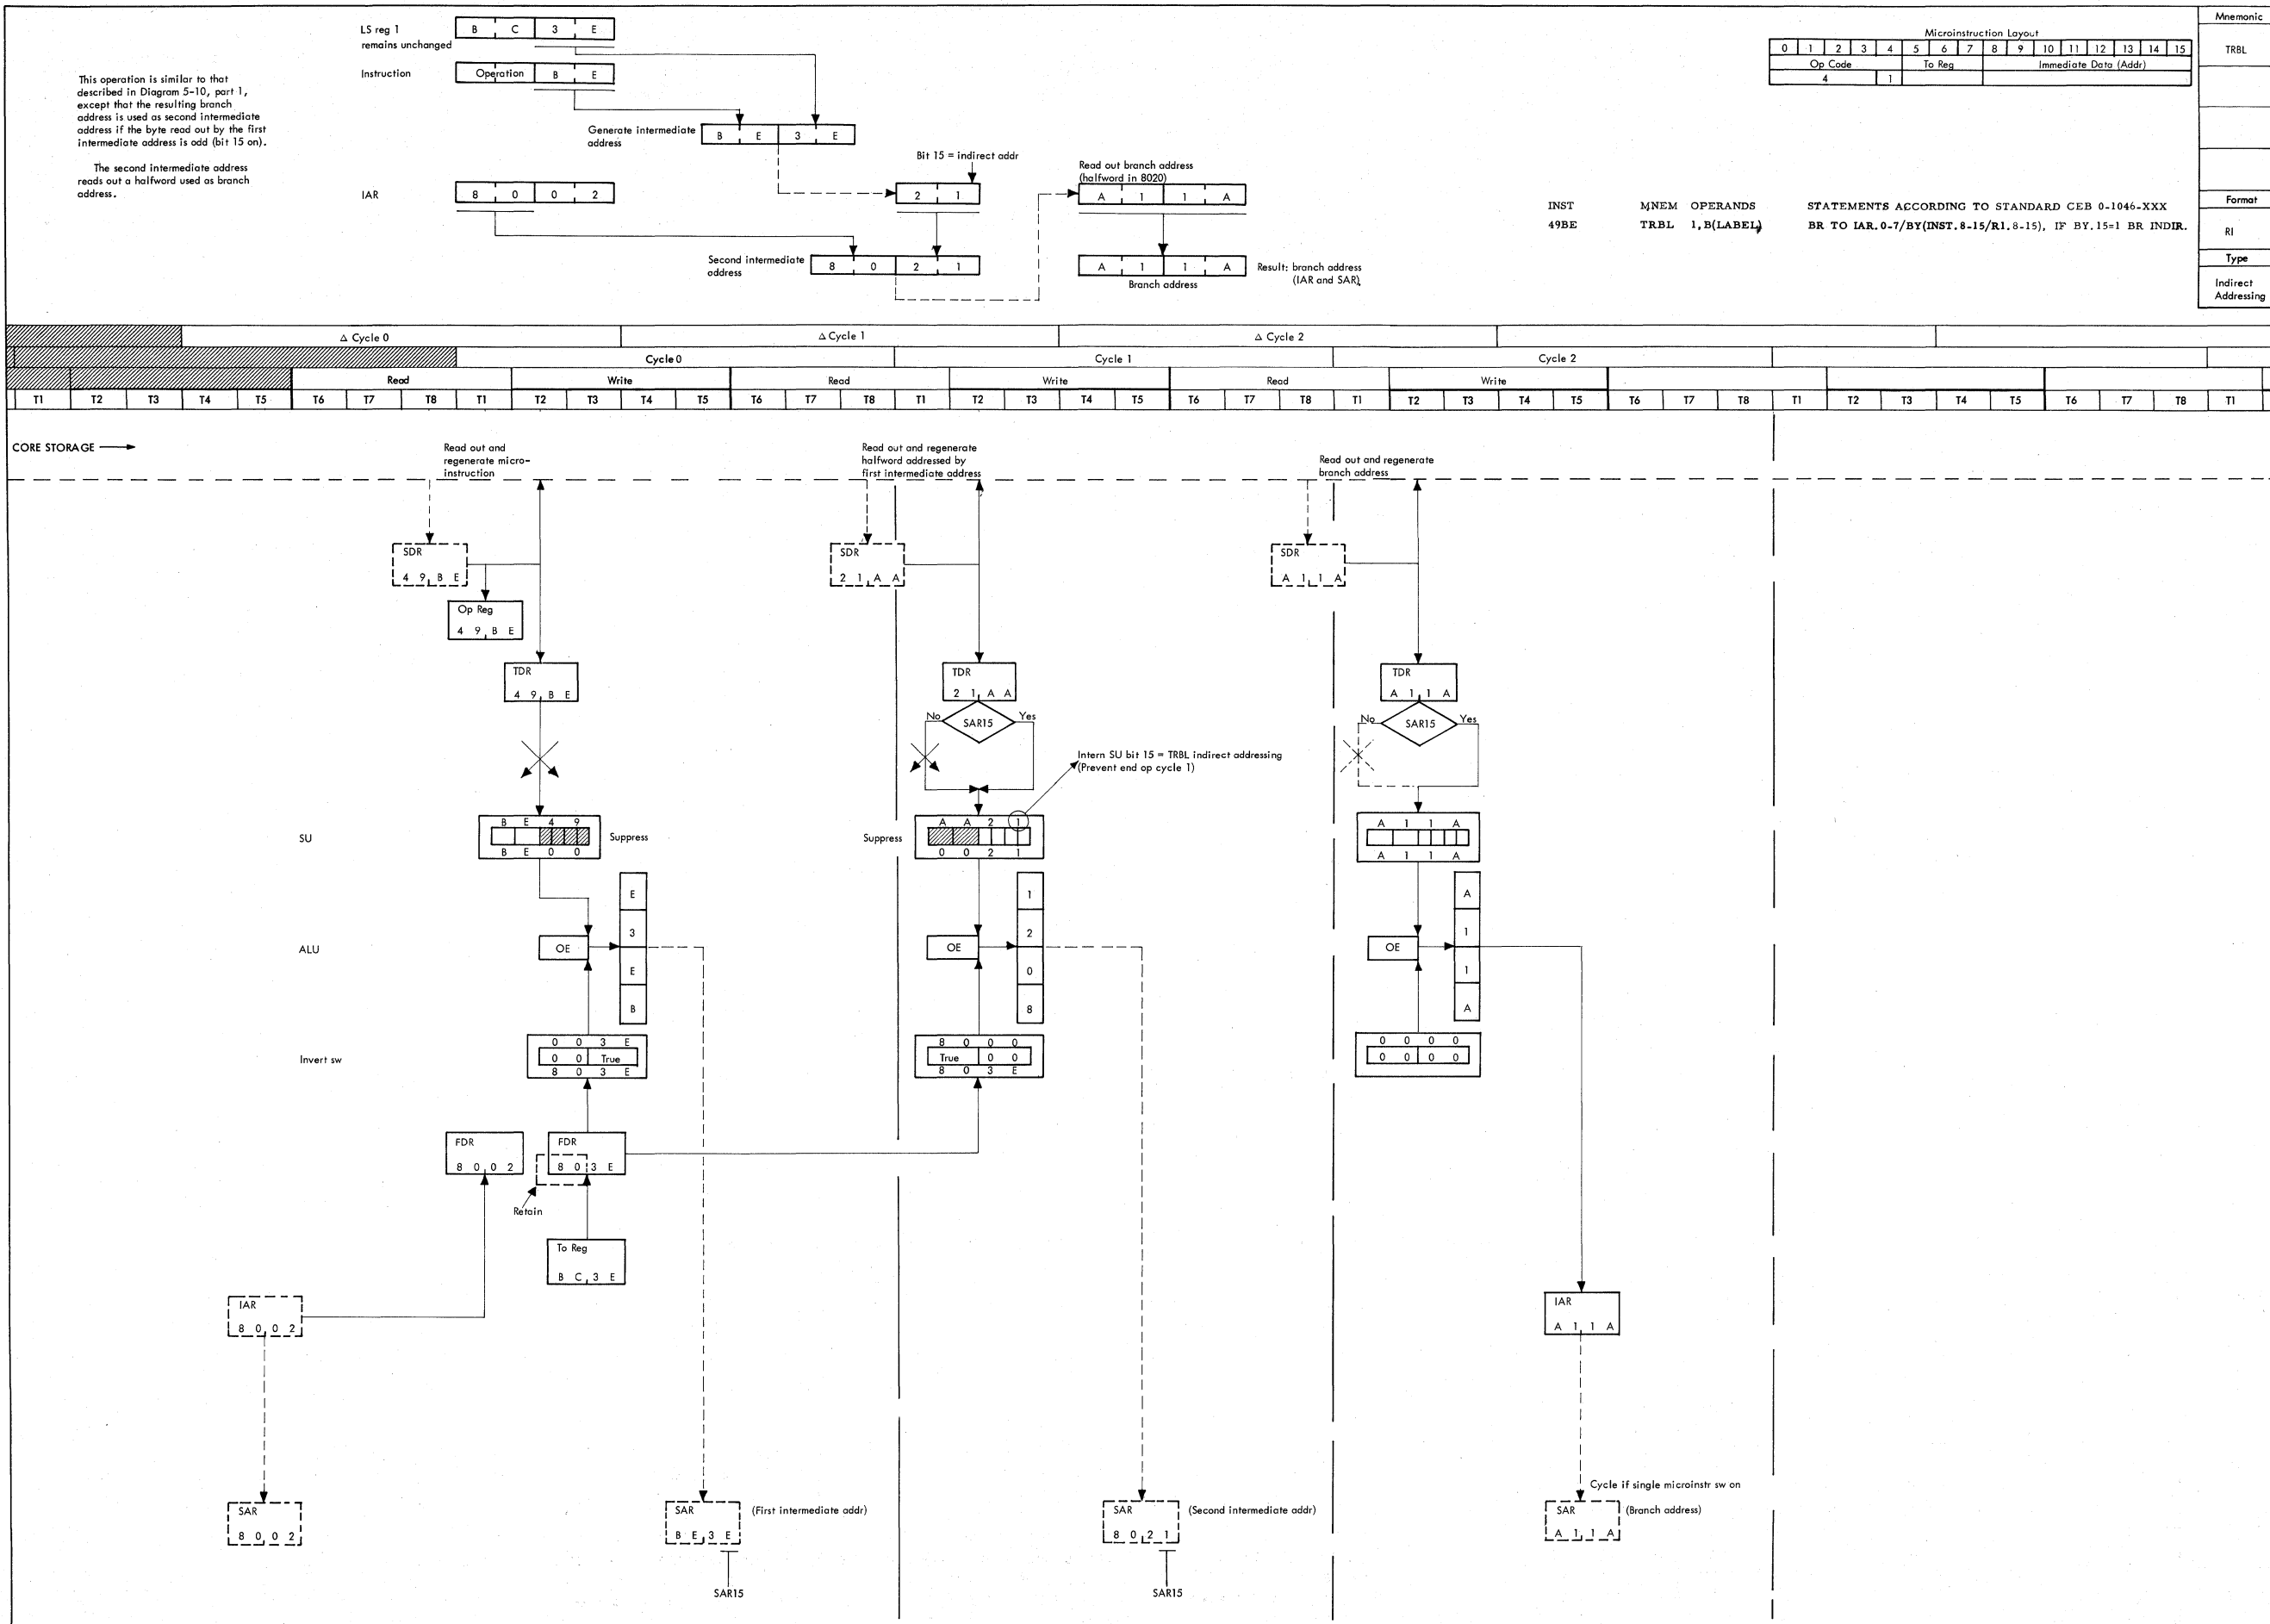 LS reg 1
remains unchanged
B C 3 E
Instruction
Operation B E
This operation is similar to that
described in Diagram 5-10, part 1,
except that the resulting branch
address is used as second intermediate
address if the byte read out by the first
intermediate address is odd (bit 15 on).
The second intermediate address
reads out a halfword used as branch
address.
Generate intermediate
address
B E 3 E
Bit 15 = indirect addr
IAR
8 0 0 2
2 1
Read out branch address
(halfword in 8020)
A 1 1 A
Second intermediate
address
8 0 2 1
A 1 1 A
Branch address
Result: branch address
(IAR and SAR)
Microinstruction Layout
0 1 2 3 4 5 6 7 8 9 10 11 12 13 14 15
Op Code To Reg Immediate Data (Addr)
4 1
INST MNEM OPERANDS STATEMENTS ACCORDING TO STANDARD CEB 0-1046-XXX
49BE TRBL 1,B(LABEL) BR TO IAR.0-7/BY(INST.8-15/R1.8-15), IF BY.15=1 BR INDIR.
Mnemonic
TRBL
Format
RI
Type
Indirect
Addressing
Δ Cycle 0 Δ Cycle 1 Δ Cycle 2
Cycle 0 Cycle 1 Cycle 2
Read Write Read Write Read Write
T1 T2 T3 T4 T5 T6 T7 T8 T1 T2 T3 T4 T5 T6 T7 T8 T1 T2 T3 T4 T5 T6 T7 T8 T1 T2 T3 T4 T5 T6 T7 T8 T1 T2 T3 T4 T5 T6 T7 T8 T1
CORE STORAGE
Read out and
regenerate micro-
instruction
Read out and regenerate
halfword addressed by
first intermediate address
Read out and regenerate
branch address
SDR
4 9 B E
SDR
2 1 A A
SDR
A 1 1 A
Op Reg
4 9 B E
TDR
4 9 B E
TDR
2 1 A A
TDR
A 1 1 A
No SAR15 Yes
No SAR15 Yes
Intern SU bit 15 = TRBL indirect addressing
(Prevent end op cycle 1)
SU
B E 4 9
Suppress
B E 0 0
Suppress
A A 2 1
0 0 2 1
A 1 1 A
A 1 1 A
ALU
OE
E
3
E
B
OE
1
2
0
8
OE
A
1
1
A
Invert sw
0 0 3 E
0 0 True
8 0 3 E
8 0 0 0
True 0 0
8 0 3 E
0 0 0 0
0 0 0 0
FDR
8 0 0 2
FDR
8 0 3 E
Retain
To Reg
B C 3 E
IAR
8 0 0 2
IAR
A 1 1 A
Cycle if single microinstr sw on
SAR
8 0 0 2
SAR
B E 3 E
(First intermediate addr)
SAR
8 0 2 1
(Second intermediate addr)
SAR
A 1 1 A
(Branch address)
SAR15
SAR15